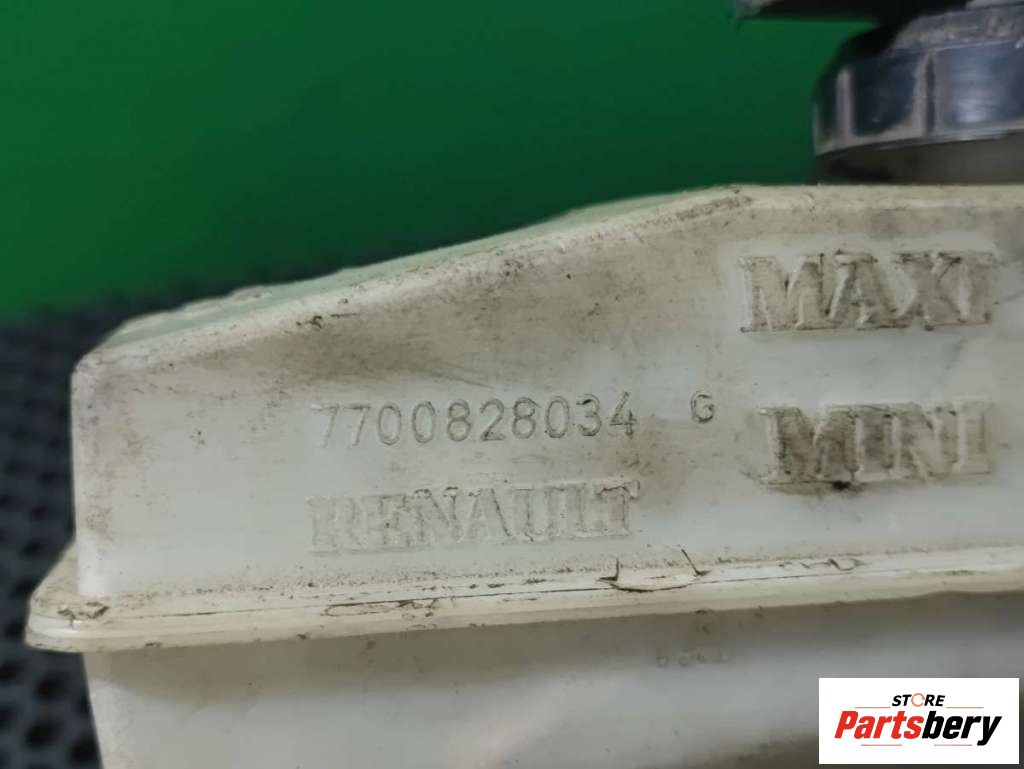 MAXI
7700828034 G
MINI
RENAULT
STORE
Partsbery